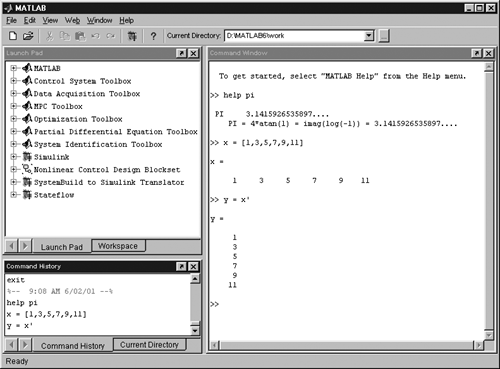 MATLAB
File Edit View Web Window Help
Current Directory: D:\MATLAB6\work
Launch Pad
MATLAB
Control System Toolbox
Data Acquisition Toolbox
MPC Toolbox
Optimization Toolbox
Partial Differential Equation Toolbox
System Identification Toolbox
Simulink
Nonlinear Control Design Blockset
SystemBuild to Simulink Translator
Stateflow
Launch Pad Workspace
Command History
exit
%-- 9:08 AM 6/02/01 --%
help pi
x = [1,3,5,7,9,11]
y = x'
Command History Current Directory
Command Window
To get started, select "MATLAB Help" from the Help menu.
>> help pi
PI 3.1415926535897....
PI = 4*atan(1) = imag(log(-1)) = 3.1415926535897....
>> x = [1,3,5,7,9,11]
x =
1 3 5 7 9 11
>> y = x'
y =
1
3
5
7
9
11
>>
Ready